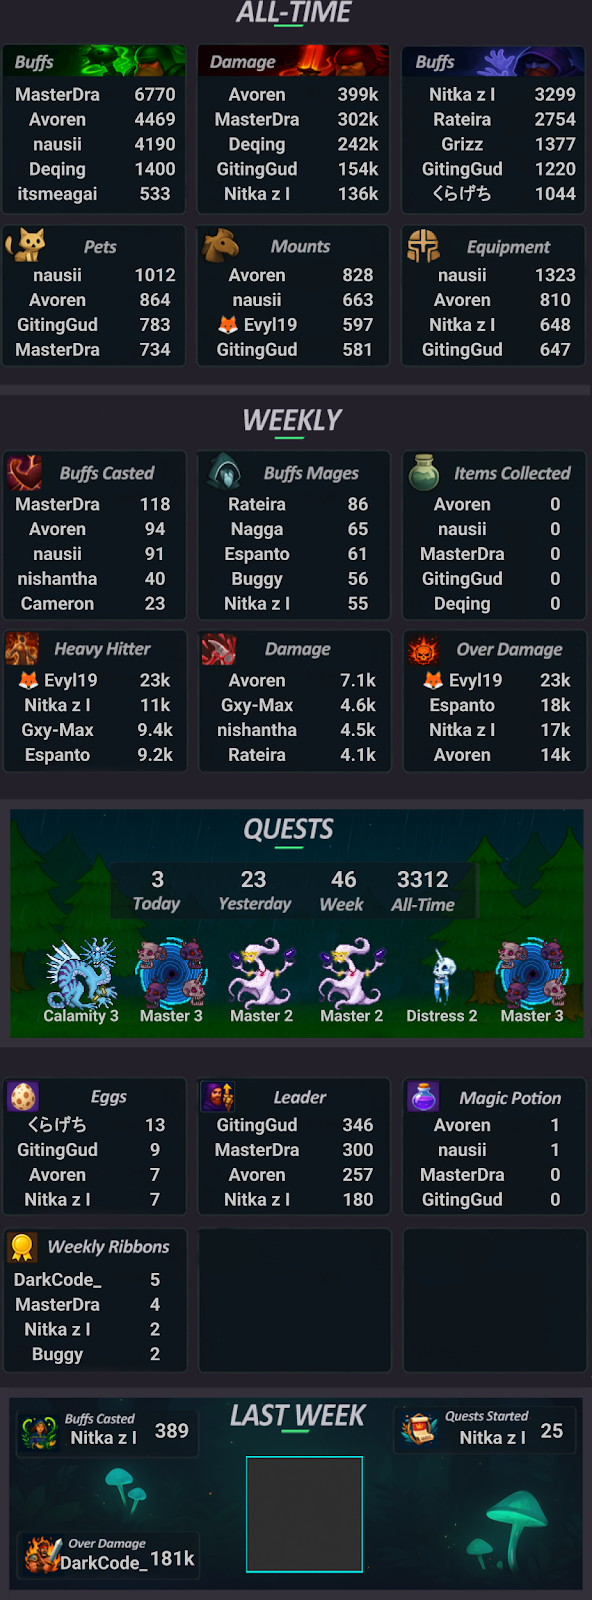 ALL-TIME
Buffs
MasterDra 6770
Avoren 4469
nausii 4190
Deqing 1400
itsmeagai 533
Damage
Avoren 399k
MasterDra 302k
Deqing 242k
GitingGud 154k
Nitka z l 136k
Buffs
Nitka z l 3299
Rateira 2754
Grizz 1377
GitingGud 1220
くらげち 1044
Pets
nausii 1012
Avoren 864
GitingGud 783
MasterDra 734
Mounts
Avoren 828
nausii 663
🦊 Evyl19 597
GitingGud 581
Equipment
nausii 1323
Avoren 810
Nitka z l 648
GitingGud 647
WEEKLY
Buffs Casted
MasterDra 118
Avoren 94
nausii 91
nishantha 40
Cameron 23
Buffs Mages
Rateira 86
Nagga 65
Espanto 61
Buggy 56
Nitka z l 55
Items Collected
Avoren 0
nausii 0
MasterDra 0
GitingGud 0
Deqing 0
Heavy Hitter
🦊 Evyl19 23k
Nitka z l 11k
Gxy-Max 9.4k
Espanto 9.2k
Damage
Avoren 7.1k
Gxy-Max 4.6k
nishantha 4.5k
Rateira 4.1k
Over Damage
🦊 Evyl19 23k
Espanto 18k
Nitka z l 17k
Avoren 14k
QUESTS
3 23 46 3312
Today Yesterday Week All-Time
Calamity 3 Master 3 Master 2 Master 2 Distress 2 Master 3
Eggs
くらげち 13
GitingGud 9
Avoren 7
Nitka z l 7
Leader
GitingGud 346
MasterDra 300
Avoren 257
Nitka z l 180
Magic Potion
Avoren 1
nausii 1
MasterDra 0
GitingGud 0
Weekly Ribbons
DarkCode_ 5
MasterDra 4
Nitka z l 2
Buggy 2
LAST WEEK
Buffs Casted
Nitka z l 389
Quests Started
Nitka z l 25
Over Damage
DarkCode_ 181k